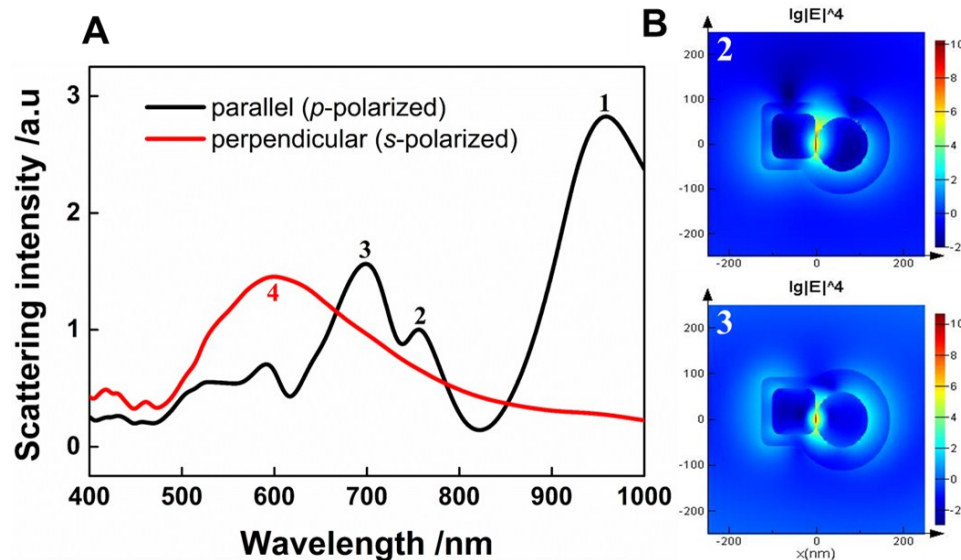 A
B
Scattering intensity /a.u
3
2
1
0
parallel (p-polarized)
perpendicular (s-polarized)
1
3
2
4
400 500 600 700 800 900 1000
Wavelength /nm
lg|E|^4
2
200
100
0
-100
-200
-200 0 200
10
8
6
4
2
0
-2
lg|E|^4
3
200
100
0
-100
-200
-200 0 200
x(nm)
10
8
6
4
2
0
-2